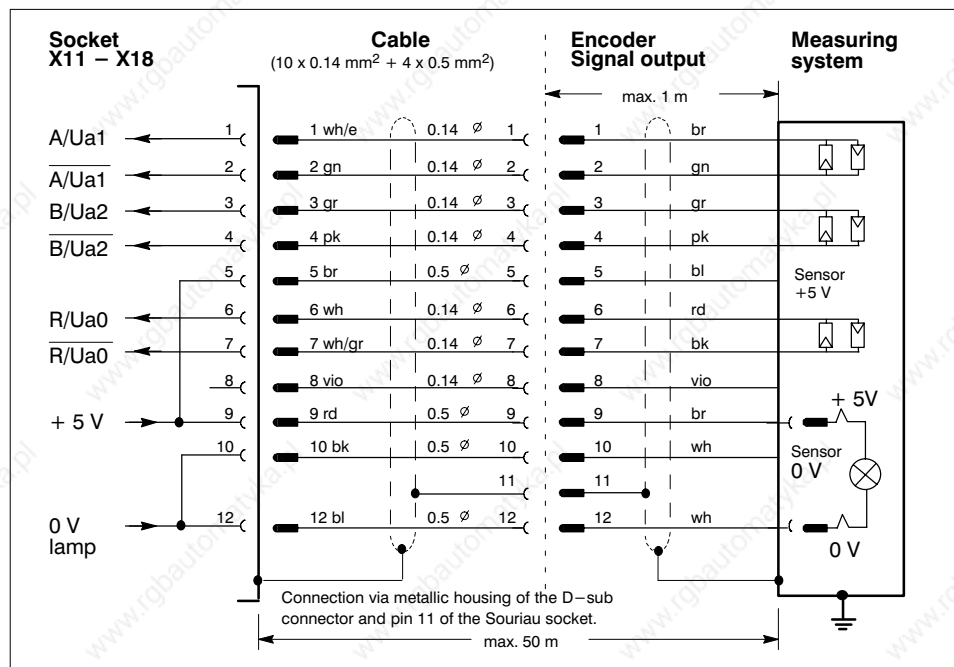 Socket
X11 – X18
Cable
(10 x 0.14 mm² + 4 x 0.5 mm²)
Encoder
Signal output
Measuring
system
max. 1 m
A/Ua1 1 1 wh/e 0.14 ⌀ 1 1 br
A/Ua1 2 2 gn 0.14 ⌀ 2 2 gn
B/Ua2 3 3 gr 0.14 ⌀ 3 3 gr
B/Ua2 4 4 pk 0.14 ⌀ 4 4 pk
5 5 br 0.5 ⌀ 5 5 bl
Sensor
+5 V
R/Ua0 6 6 wh 0.14 ⌀ 6 6 rd
R/Ua0 7 7 wh/gr 0.14 ⌀ 7 7 bk
8 8 vio 0.14 ⌀ 8 8 vio
+ 5 V 9 9 rd 0.5 ⌀ 9 9 br
+ 5V
10 10 bk 0.5 ⌀ 10 10 wh
Sensor
0 V
11 11
0 V
lamp
12 12 bl 0.5 ⌀ 12 12 wh
0 V
Connection via metallic housing of the D–sub
connector and pin 11 of the Souriau socket.
max. 50 m
www.rgbautomatyka.pl